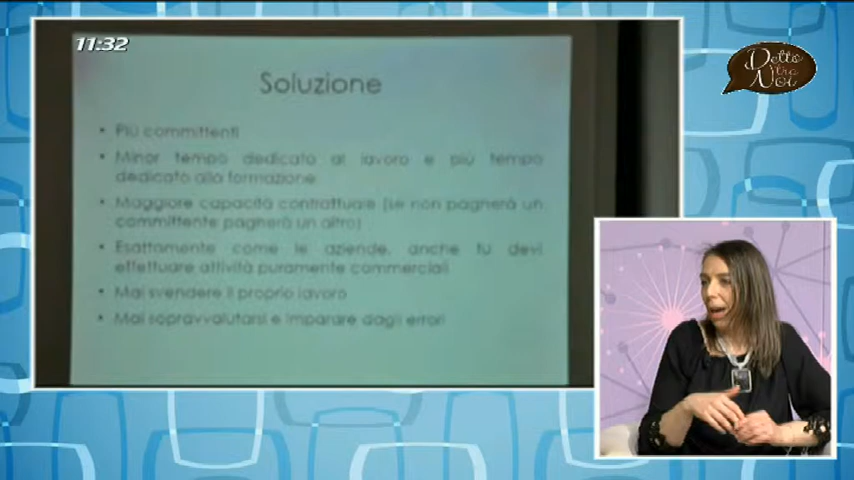 11:32
Detto
tra
Noi
Soluzione
• Più committenti
• Minor tempo dedicato al lavoro e più tempo
dedicato alla formazione
• Maggiore capacità contrattuare (se non pagherà un
committente pagherà un altro)
• Esattamente come le aziende, anche tu devi
effettuare attività puramente commerciali
• Mai svendere il proprio lavoro
• Mai sopravvalutarsi e imparare dagli errori